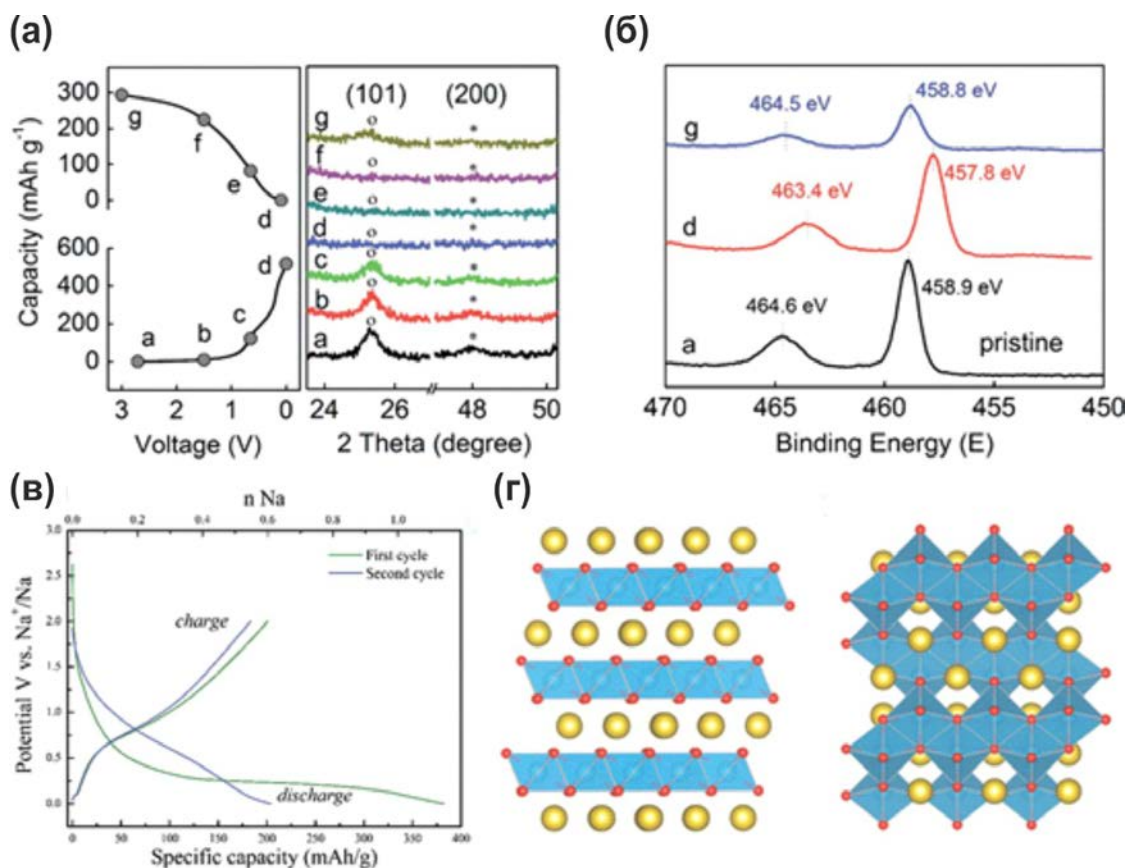 (а)
300
200
100
0
g
f
e
d
600
400
200
0
d
c
b
a
Capacity (mAh g⁻¹)
3 2 1 0
Voltage (V)
(101) (200)
g
o *
f
o *
e
o *
d
o *
c
o *
b
o *
a
o *
24 26 48 50
2 Theta (degree)
(б)
464.5 eV 458.8 eV
g
463.4 eV 457.8 eV
d
464.6 eV 458.9 eV
a pristine
470 465 460 455 450
Binding Energy (E)
(в)
n Na
0.0 0.2 0.4 0.6 0.8 1.0
3.0
2.5
2.0
1.5
1.0
0.5
0.0
Potential V vs. Na⁺/Na
First cycle
Second cycle
charge
discharge
0 50 100 150 200 250 300 350 400
Specific capacity (mAh/g)
(г)